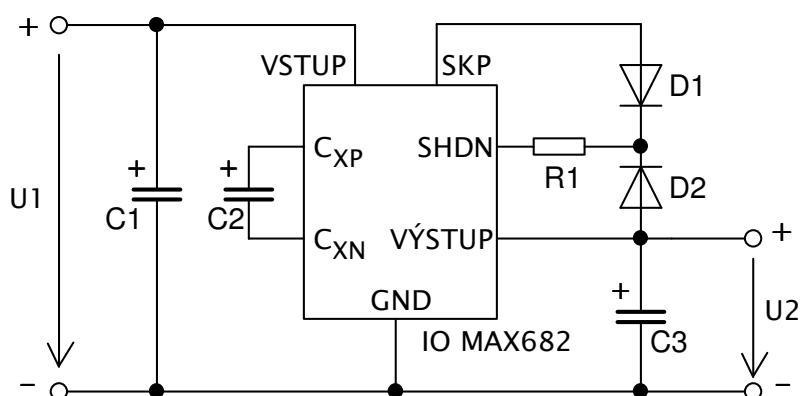 +
VSTUP
SKP
D1
C_XP
SHDN
+
+
R1
D2
U1
C1
C2
C_XN
VÝSTUP
+
GND
+
U2
IO MAX682
C3
−
−